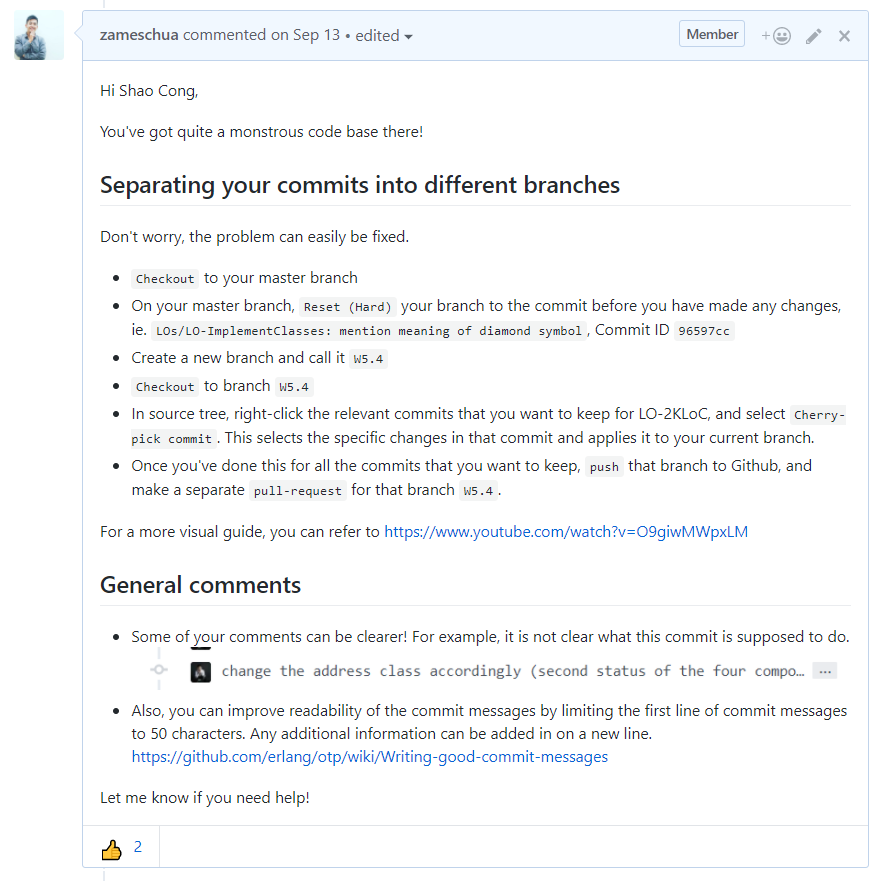 zameschua commented on Sep 13 • edited
Member
+
Hi Shao Cong,
You've got quite a monstrous code base there!
Separating your commits into different branches
Don't worry, the problem can easily be fixed.
• Checkout to your master branch
• On your master branch, Reset (Hard) your branch to the commit before you have made any changes,
ie. LOs/LO-ImplementClasses: mention meaning of diamond symbol, Commit ID 96597cc
• Create a new branch and call it W5.4
• Checkout to branch W5.4
• In source tree, right-click the relevant commits that you want to keep for LO-2KLoC, and select Cherry-
pick commit. This selects the specific changes in that commit and applies it to your current branch.
• Once you've done this for all the commits that you want to keep, push that branch to Github, and
make a separate pull-request for that branch W5.4.
For a more visual guide, you can refer to https://www.youtube.com/watch?v=O9giwMWpxLM
General comments
• Some of your comments can be clearer! For example, it is not clear what this commit is supposed to do.
change the address class accordingly (second status of the four compo… …
• Also, you can improve readability of the commit messages by limiting the first line of commit messages
to 50 characters. Any additional information can be added in on a new line.
https://github.com/erlang/otp/wiki/Writing-good-commit-messages
Let me know if you need help!
👍 2